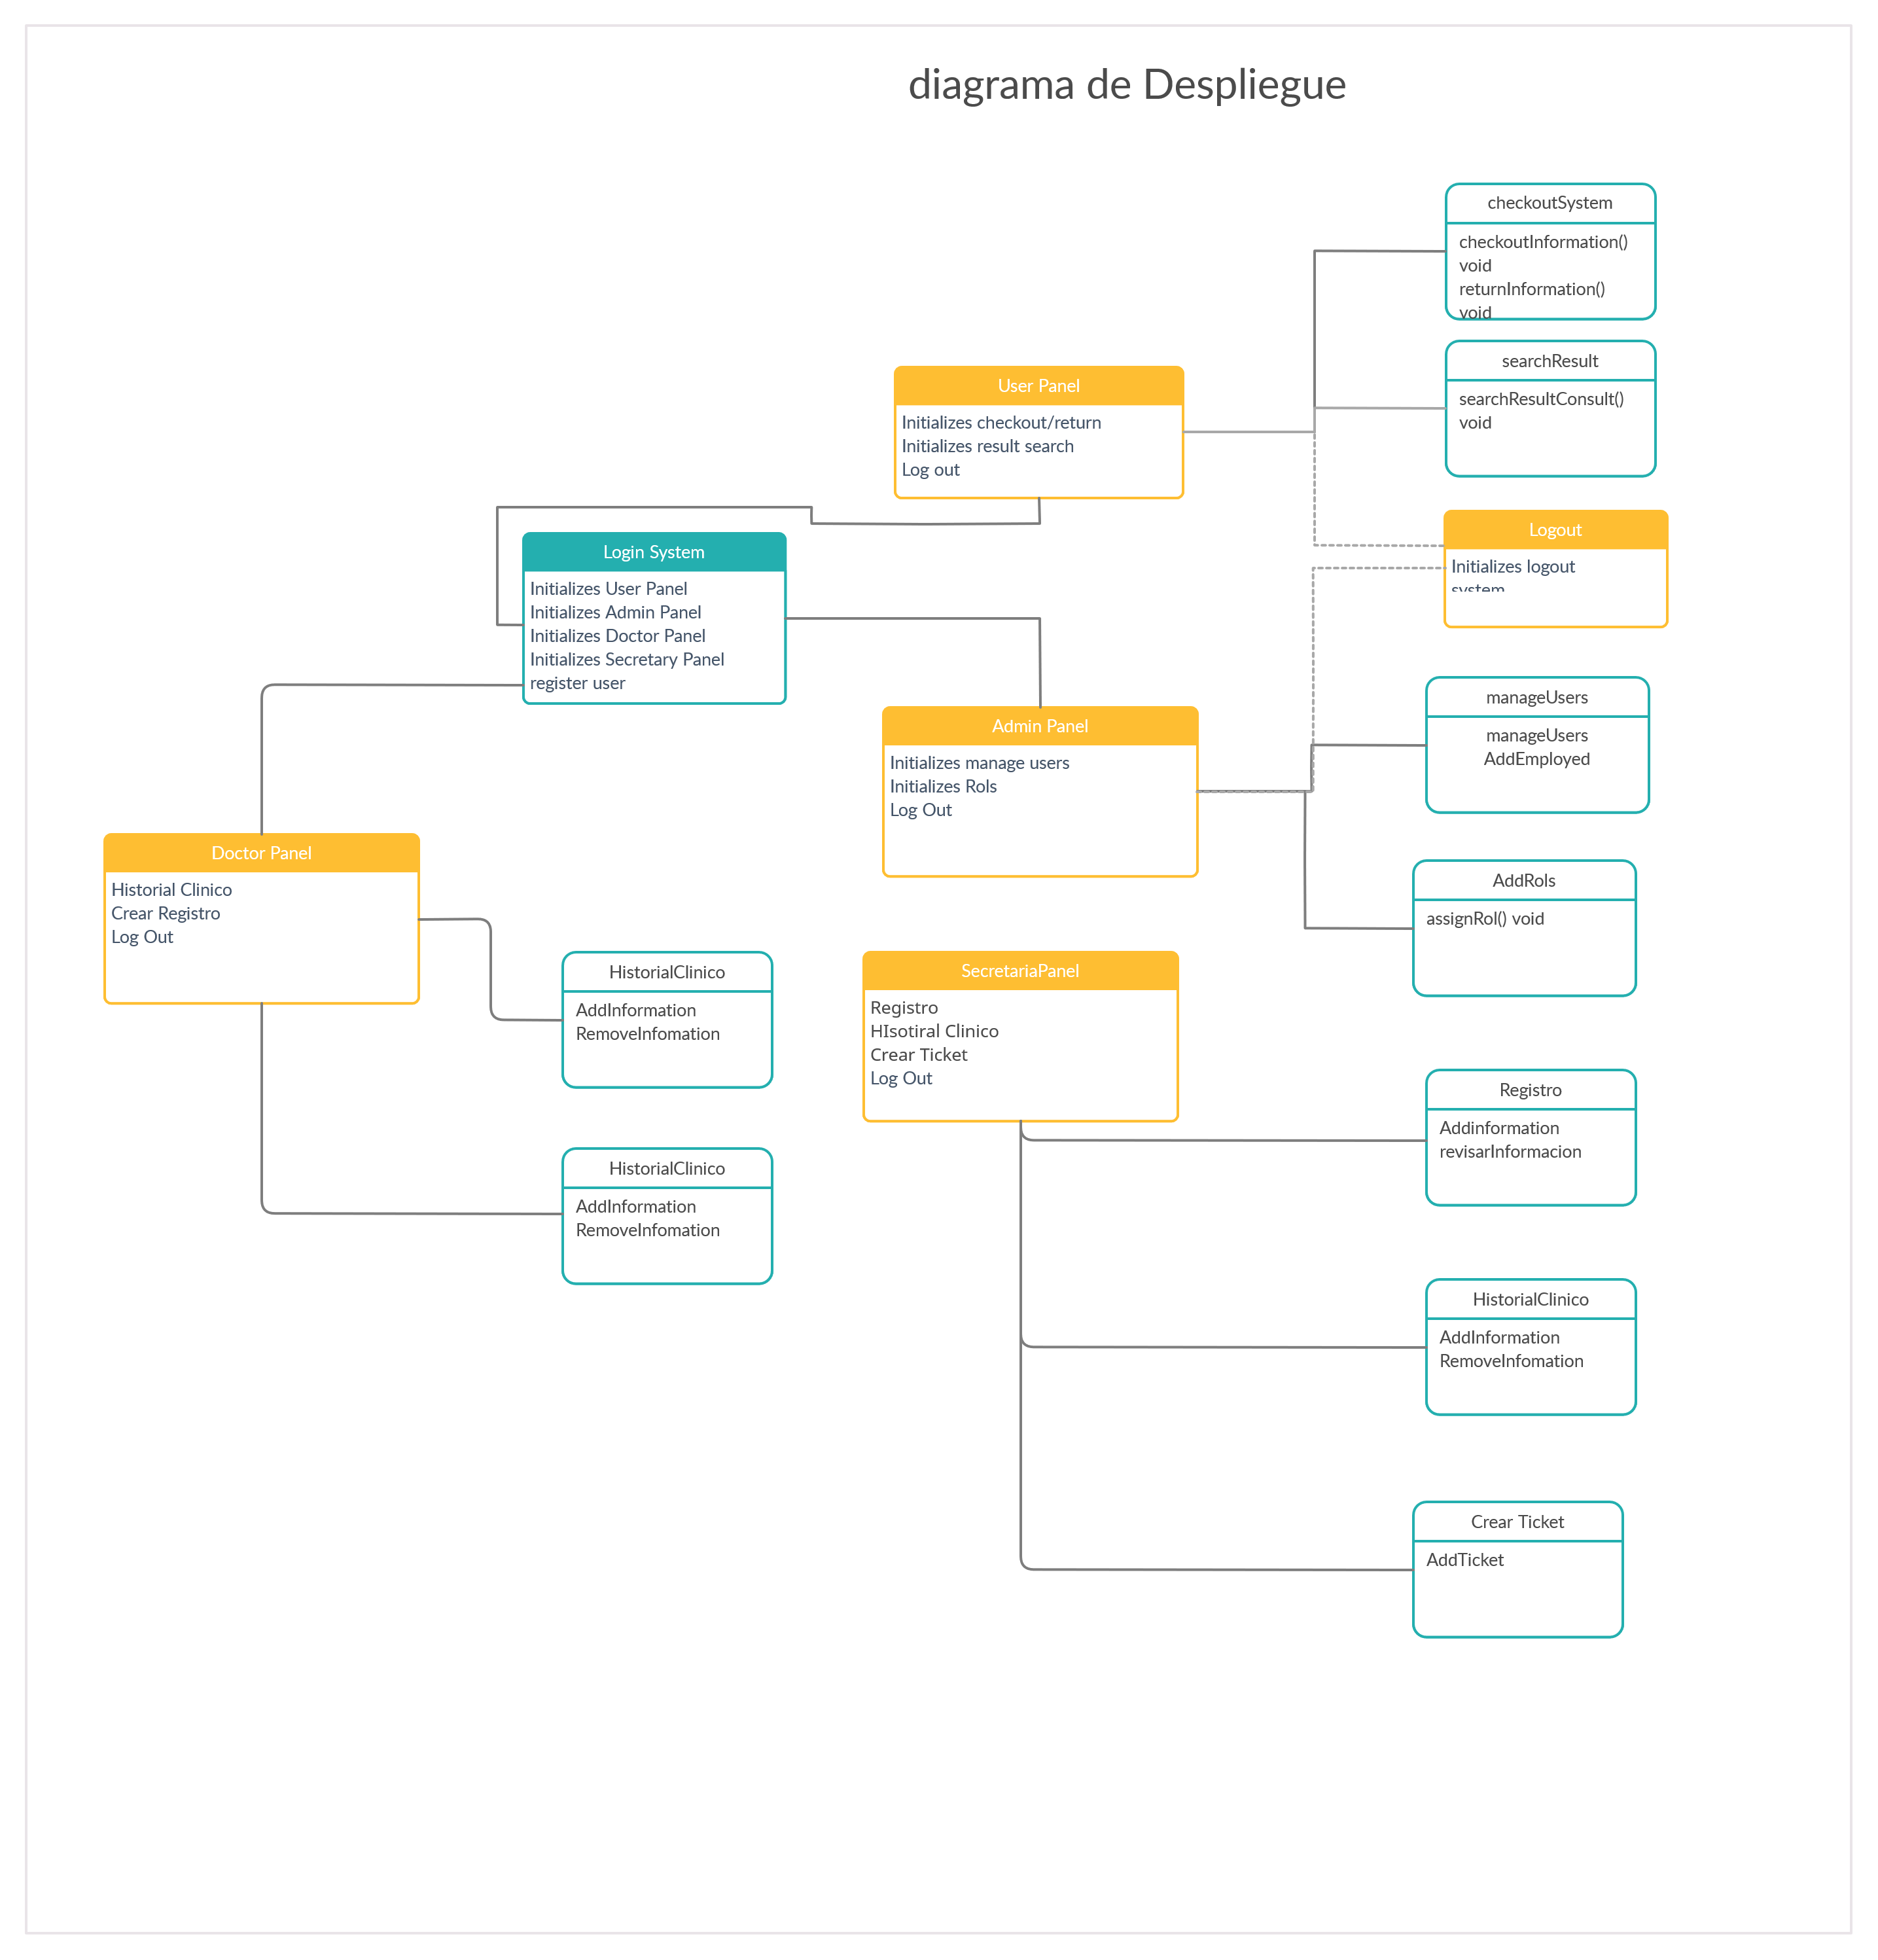 diagrama de Despliegue
checkoutSystem
checkoutInformation()
void
returnInformation()
void
searchResult
searchResultConsult()
void
User Panel
Initializes checkout/return
Initializes result search
Log out
Logout
Initializes logout
system
Login System
Initializes User Panel
Initializes Admin Panel
Initializes Doctor Panel
Initializes Secretary Panel
register user
manageUsers
manageUsers
AddEmployed
Admin Panel
Initializes manage users
Initializes Rols
Log Out
Doctor Panel
Historial Clinico
Crear Registro
Log Out
AddRols
assignRol() void
HistorialClinico
AddInformation
RemoveInfomation
SecretariaPanel
Registro
HIsotiral Clinico
Crear Ticket
Log Out
Registro
Addinformation
revisarInformacion
HistorialClinico
AddInformation
RemoveInfomation
HistorialClinico
AddInformation
RemoveInfomation
Crear Ticket
AddTicket